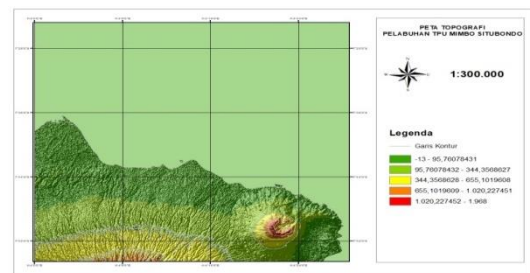 PETA TOPOGRAFI
PELABUHAN TPU MIMBO SITUBONDO
1:300.000
Legenda
Garis Kontur
-13 - 95,76078431
95,76078432 - 344,3568627
344,3568628 - 655,1019608
655,1019609 - 1.020,227451
1.020,227452 - 1.968